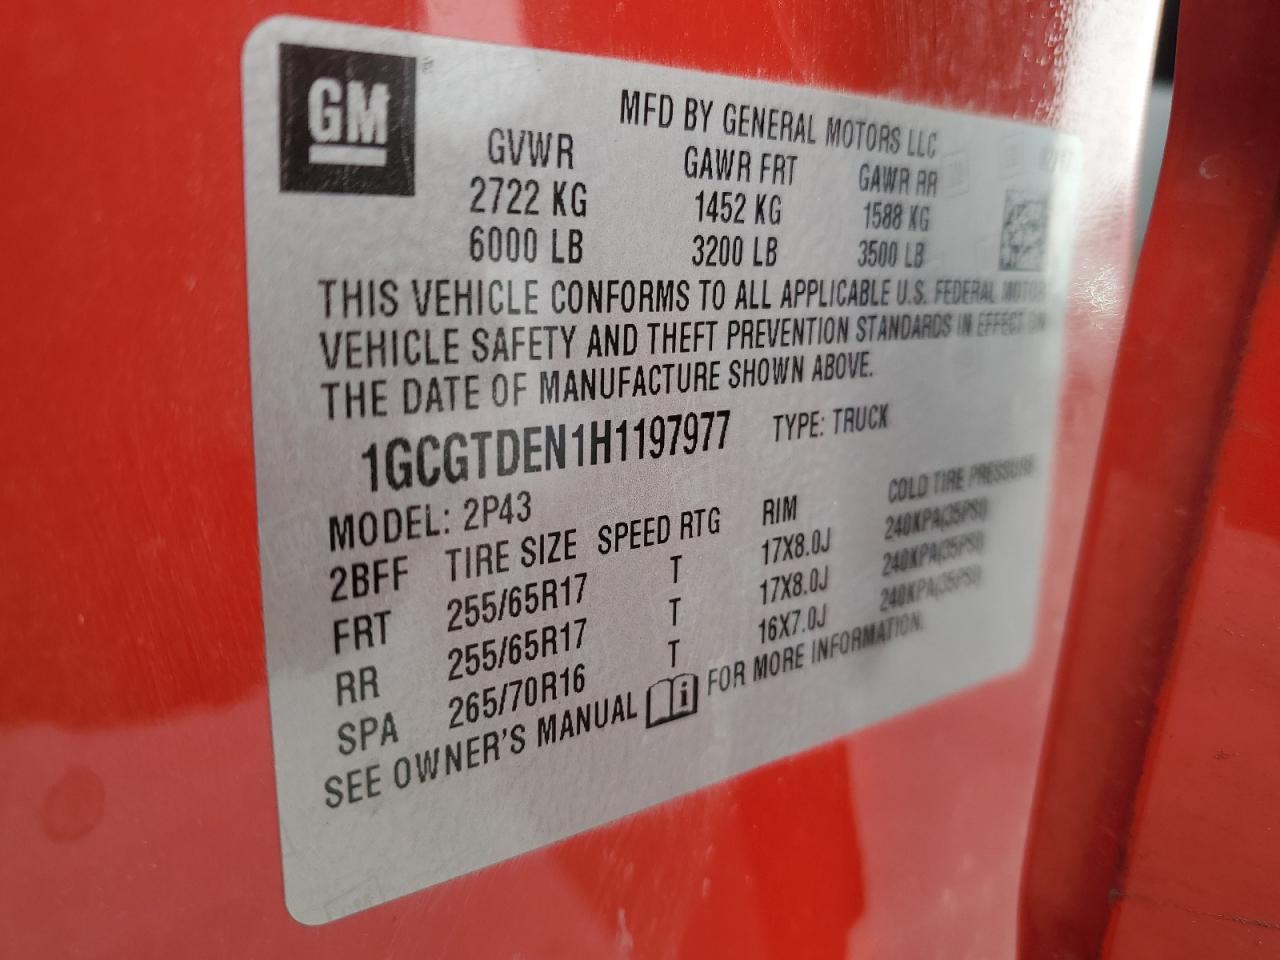 GM
MFD BY GENERAL MOTORS LLC
GVWR GAWR FRT GAWR RR
2722 KG 1452 KG 1588 KG
6000 LB 3200 LB 3500 LB
THIS VEHICLE CONFORMS TO ALL APPLICABLE U.S. FEDERAL MOTOR
VEHICLE SAFETY AND THEFT PREVENTION STANDARDS IN EFFECT ON
THE DATE OF MANUFACTURE SHOWN ABOVE.
1GCGTDEN1H1197977 TYPE: TRUCK
MODEL: 2P43
2BFF TIRE SIZE SPEED RTG RIM COLD TIRE PRESSURE
FRT 255/65R17 T 17X8.0J 240KPA(35PSI)
RR 255/65R17 T 17X8.0J 240KPA(35PSI)
SPA 265/70R16 T 16X7.0J 240KPA(35PSI)
SEE OWNER'S MANUAL FOR MORE INFORMATION.